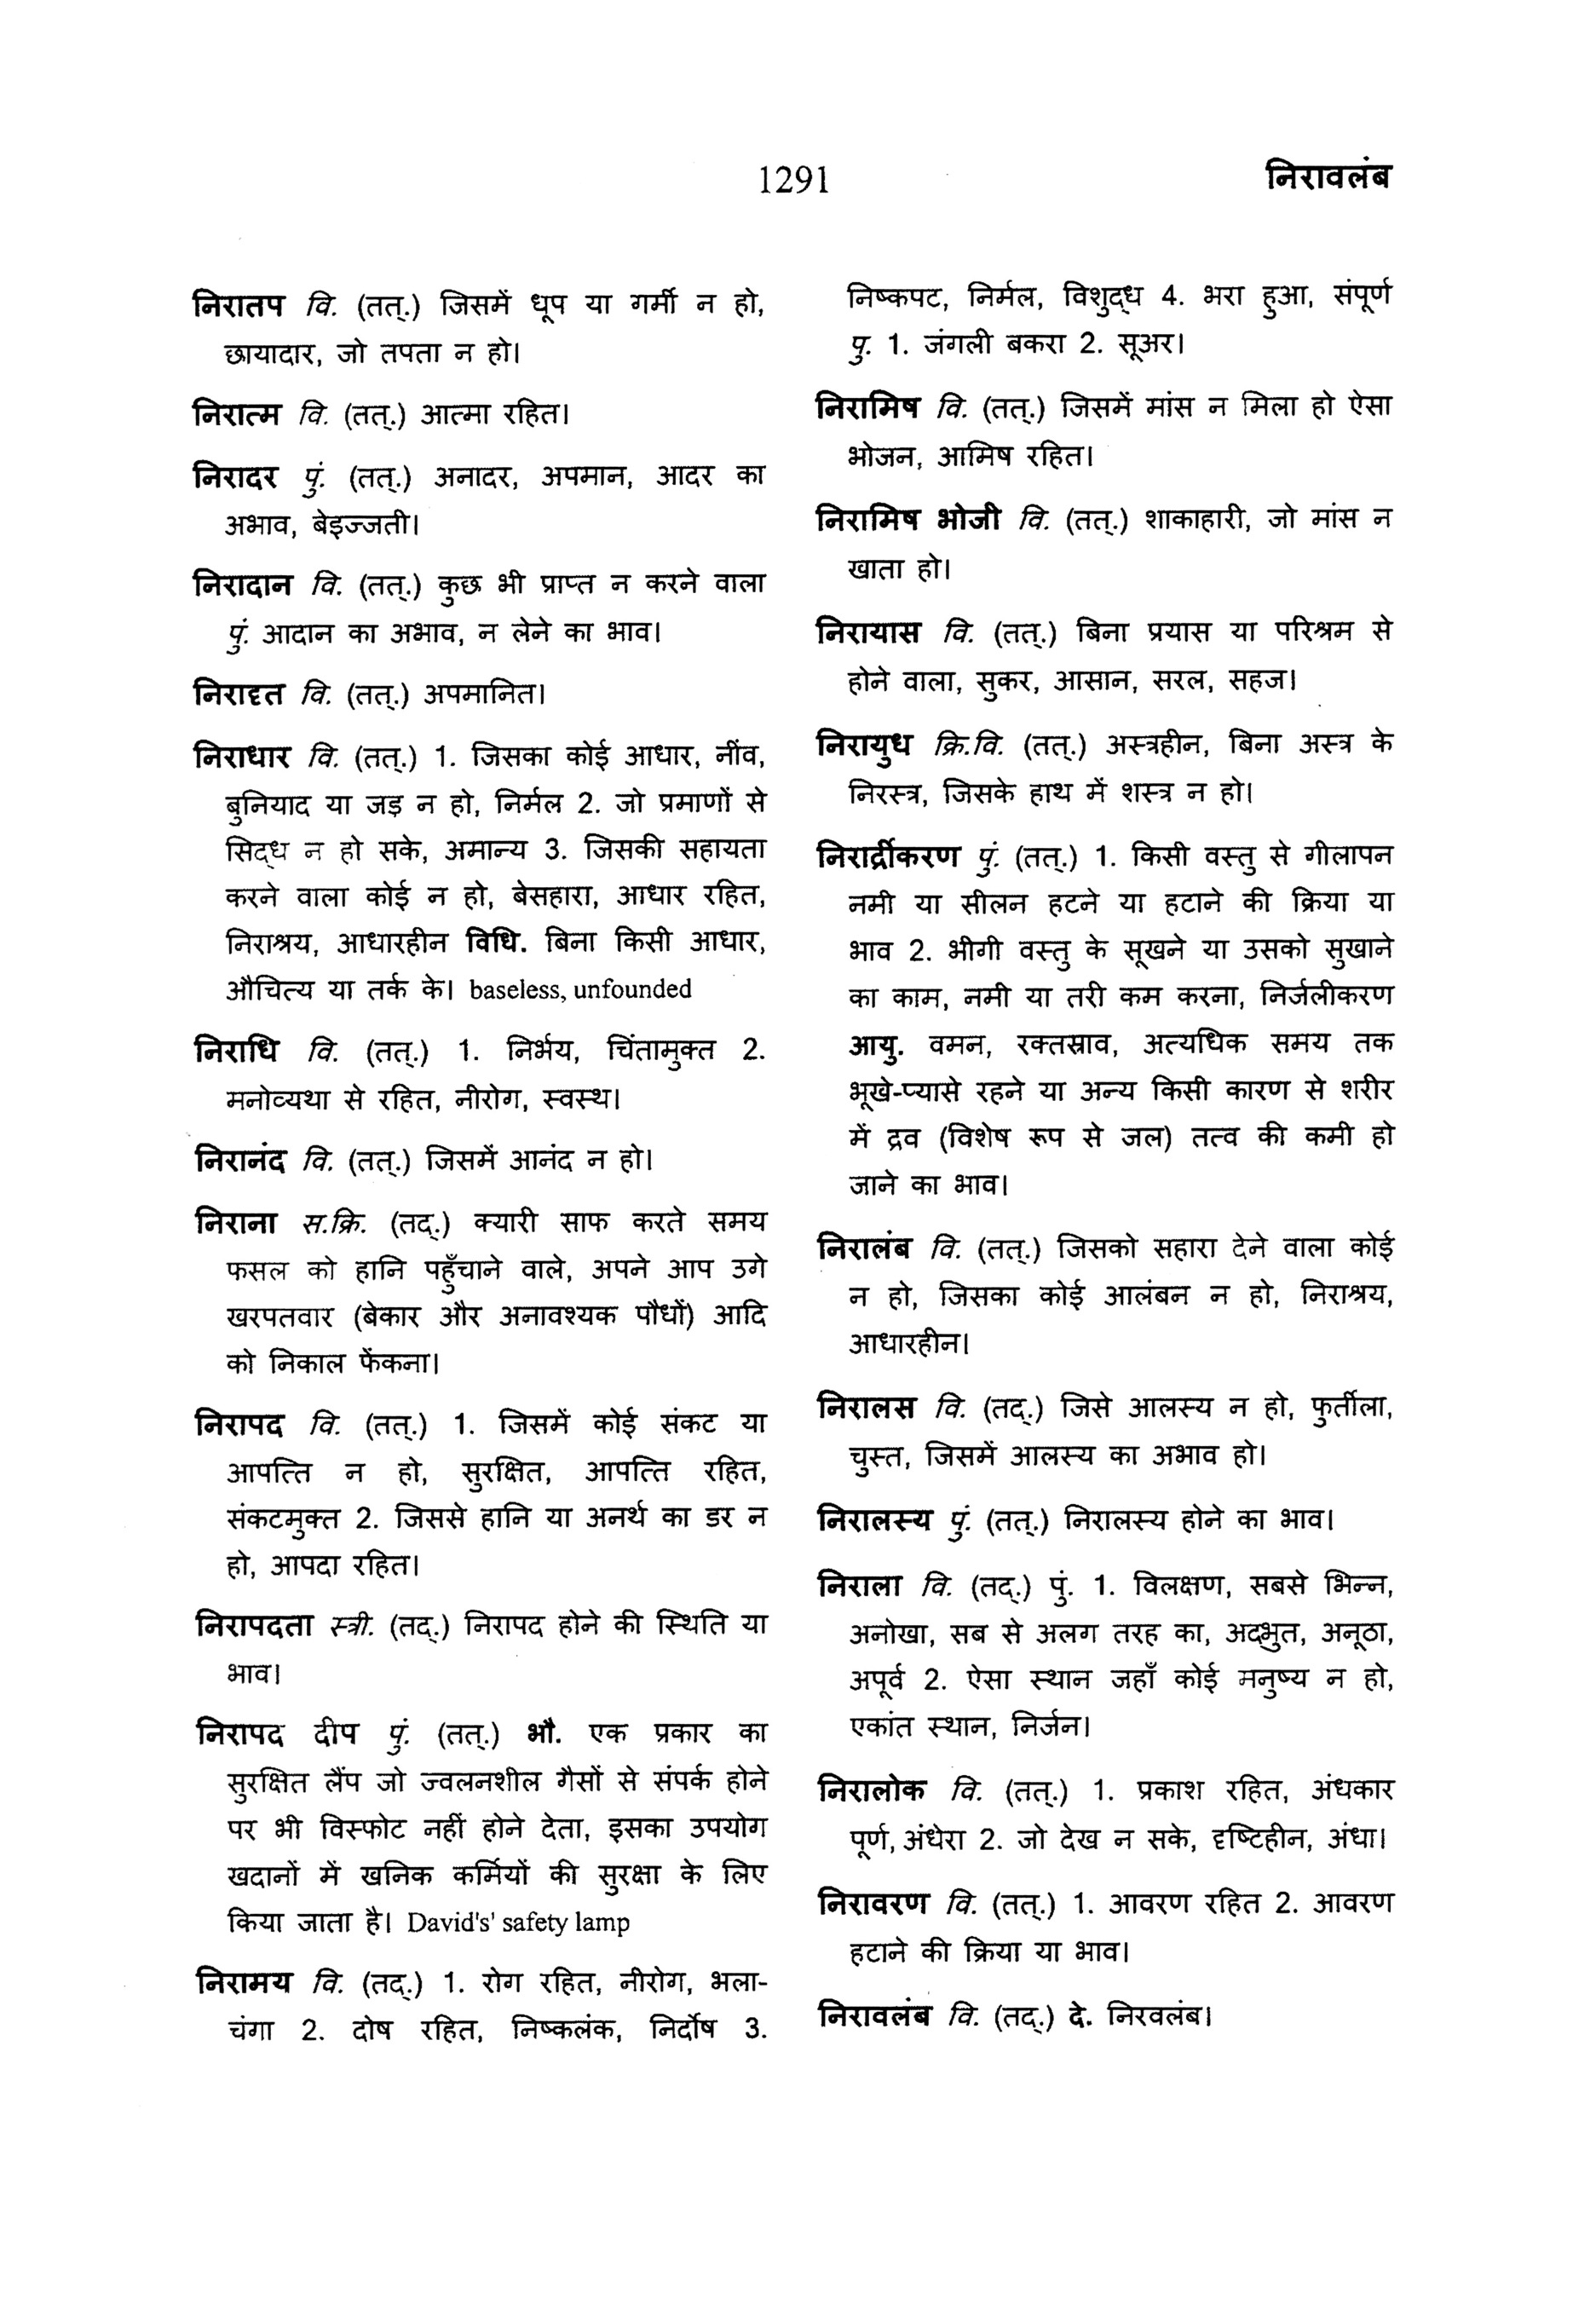 1291
निरावलंब
निरातप वि. (तत्.) जिसमें धूप या गर्मी न हो,
छायादार, जो तपता न हो।
निरात्म वि. (तत्.) आत्मा रहित।
निरादर पुं. (तत्.) अनादर, अपमान, आदर का
अभाव, बेइज्जती।
निरादान वि. (तत्.) कुछ भी प्राप्त न करने वाला
पुं. आदान का अभाव, न लेने का भाव।
निरादृत वि. (तत्.) अपमानित।
निराधार वि. (तत्.) 1. जिसका कोई आधार, नींव,
बुनियाद या जड़ न हो, निर्मल 2. जो प्रमाणों से
सिद्ध न हो सके, अमान्य 3. जिसकी सहायता
करने वाला कोई न हो, बेसहारा, आधार रहित,
निराश्रय, आधारहीन विधि. बिना किसी आधार,
औचित्य या तर्क के। baseless, unfounded
निराधि वि. (तत्.) 1. निर्भय, चिंतामुक्त 2.
मनोव्यथा से रहित, नीरोग, स्वस्थ।
निरानंद वि. (तत्.) जिसमें आनंद न हो।
निराना स.क्रि. (तद्.) क्यारी साफ करते समय
फसल को हानि पहुँचाने वाले, अपने आप उगे
खरपतवार (बेकार और अनावश्यक पौधों) आदि
को निकाल फेंकना।
निरापद वि. (तत्.) 1. जिसमें कोई संकट या
आपत्ति न हो, सुरक्षित, आपत्ति रहित,
संकटमुक्त 2. जिससे हानि या अनर्थ का डर न
हो, आपदा रहित।
निरापदता स्त्री. (तद्.) निरापद होने की स्थिति या
भाव।
निरापद दीप पुं. (तत्.) भौ. एक प्रकार का
सुरक्षित लैंप जो ज्वलनशील गैसों से संपर्क होने
पर भी विस्फोट नहीं होने देता, इसका उपयोग
खदानों में खनिक कर्मियों की सुरक्षा के लिए
किया जाता है। David's' safety lamp
निरामय वि. (तद्.) 1. रोग रहित, नीरोग, भला-
चंगा 2. दोष रहित, निष्कलंक, निर्दोष 3.
निष्कपट, निर्मल, विशुद्ध 4. भरा हुआ, संपूर्ण
पु. 1. जंगली बकरा 2. सूअर।
निरामिष वि. (तत्.) जिसमें मांस न मिला हो ऐसा
भोजन, आमिष रहित।
निरामिष भोजी वि. (तत्.) शाकाहारी, जो मांस न
खाता हो।
निरायास वि. (तत्.) बिना प्रयास या परिश्रम से
होने वाला, सुकर, आसान, सरल, सहज।
निरायुध क्रि.वि. (तत्.) अस्त्रहीन, बिना अस्त्र के
निरस्त्र, जिसके हाथ में शस्त्र न हो।
निरार्द्रीकरण पुं. (तत्.) 1. किसी वस्तु से गीलापन
नमी या सीलन हटने या हटाने की क्रिया या
भाव 2. भीगी वस्तु के सूखने या उसको सुखाने
का काम, नमी या तरी कम करना, निर्जलीकरण
आयु. वमन, रक्तस्राव, अत्यधिक समय तक
भूखे-प्यासे रहने या अन्य किसी कारण से शरीर
में द्रव (विशेष रूप से जल) तत्व की कमी हो
जाने का भाव।
निरालंब वि. (तत्.) जिसको सहारा देने वाला कोई
न हो, जिसका कोई आलंबन न हो, निराश्रय,
आधारहीन।
निरालस वि. (तद्.) जिसे आलस्य न हो, फुर्तीला,
चुस्त, जिसमें आलस्य का अभाव हो।
निरालस्य पुं. (तत्.) निरालस्य होने का भाव।
निराला वि. (तद्.) पुं. 1. विलक्षण, सबसे भिन्न,
अनोखा, सब से अलग तरह का, अद्भुत, अनूठा,
अपूर्व 2. ऐसा स्थान जहाँ कोई मनुष्य न हो,
एकांत स्थान, निर्जन।
निरालोक वि. (तत्.) 1. प्रकाश रहित, अंधकार
पूर्ण, अंधेरा 2. जो देख न सके, दृष्टिहीन, अंधा।
निरावरण वि. (तत्.) 1. आवरण रहित 2. आवरण
हटाने की क्रिया या भाव।
निरावलंब वि. (तद्.) दे. निरवलंब।